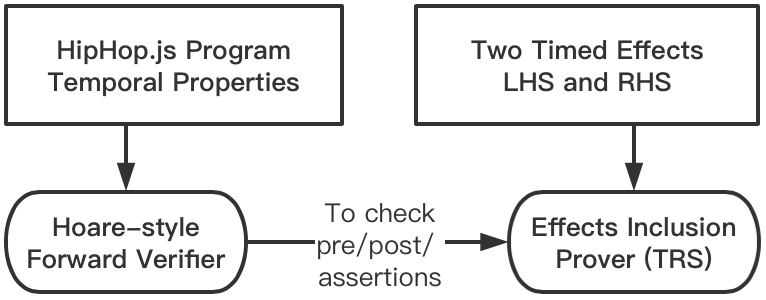 HipHop.js Program
Temporal Properties
Two Timed Effects
LHS and RHS
Hoare-style
Forward Verifier
To check
pre/post/
assertions
Effects Inclusion
Prover (TRS)